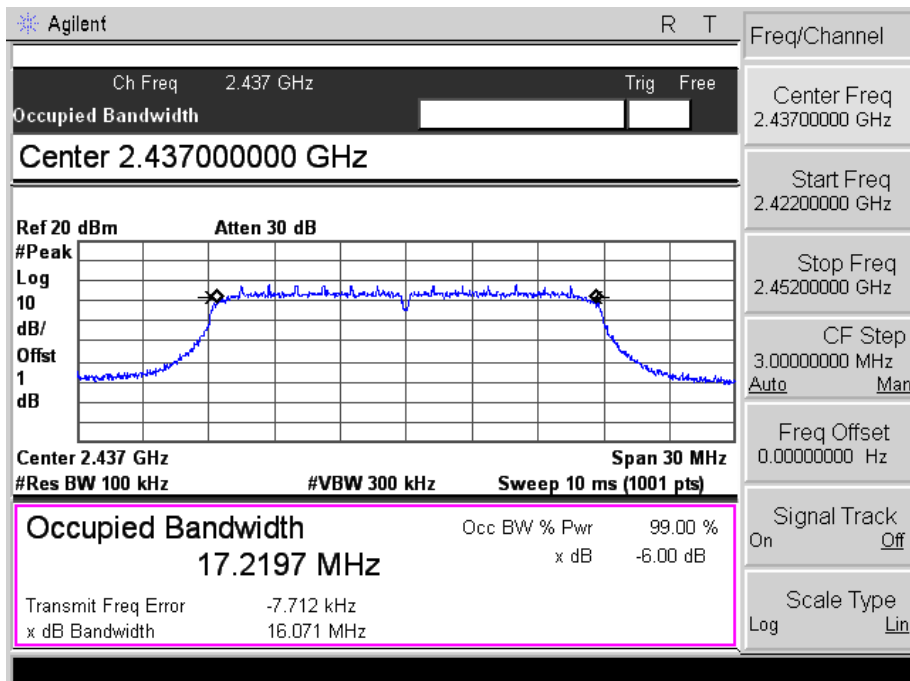 Agilent
R T
Ch Freq 2.437 GHz Trig Free
Occupied Bandwidth
Center 2.437000000 GHz
Ref 20 dBm Atten 30 dB
#Peak
Log
10
dB/
Offst
1
dB
Center 2.437 GHz Span 30 MHz
#Res BW 100 kHz #VBW 300 kHz Sweep 10 ms (1001 pts)
Occupied Bandwidth
17.2197 MHz
Occ BW % Pwr 99.00 %
x dB -6.00 dB
Transmit Freq Error -7.712 kHz
x dB Bandwidth 16.071 MHz
Freq/Channel
Center Freq
2.43700000 GHz
Start Freq
2.42200000 GHz
Stop Freq
2.45200000 GHz
CF Step
3.00000000 MHz
Auto Man
Freq Offset
0.00000000 Hz
Signal Track
On Off
Scale Type
Log Lin